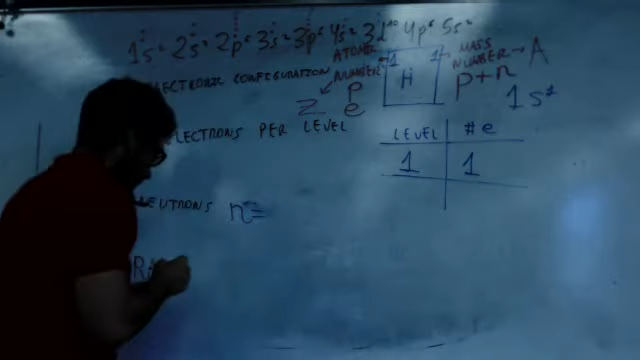 1s² 2s² 2p⁶ 3s² 3p⁶ 4s² 3d¹⁰ 4p⁶ 5s²
ELECTRONIC CONFIGURATION
ATOMIC NUMBER
Z
p
e
1 1
H
MASS NUMBER → A
p+n
1s¹
ELECTRONS PER LEVEL
LEVEL #e
1 1
NEUTRONS n=